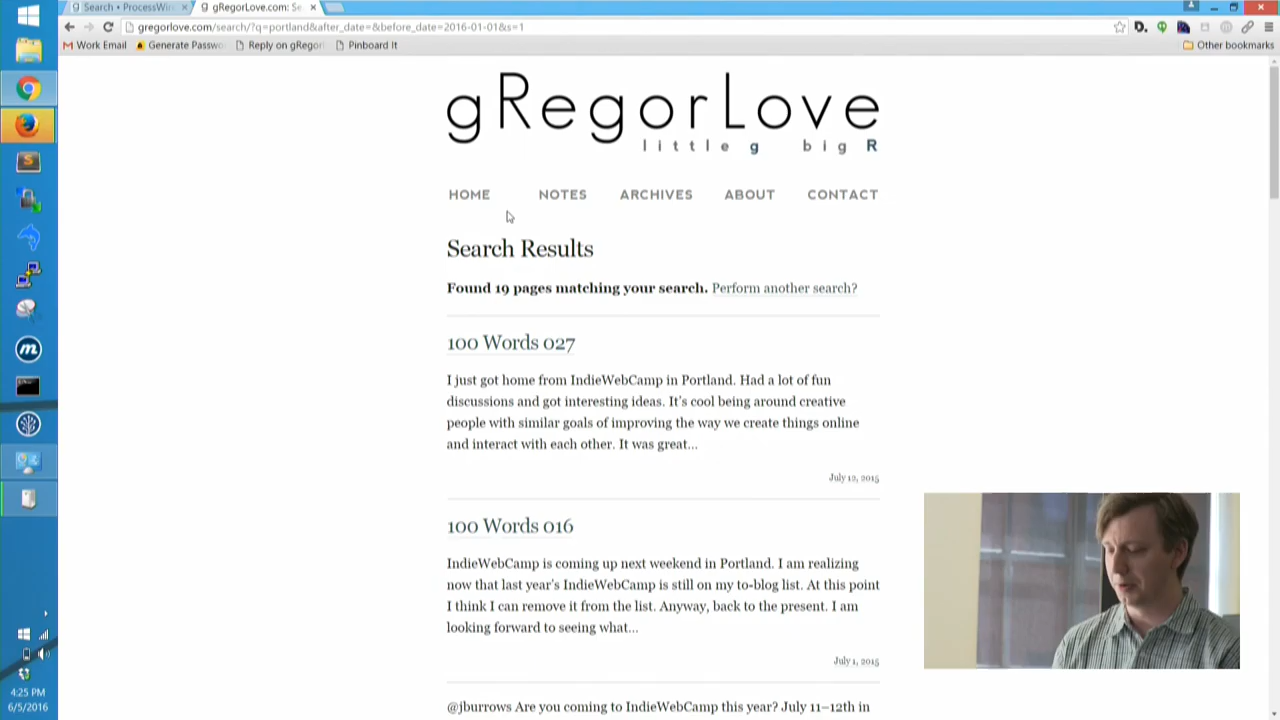 Search • ProcessWir
gRegorLove.com: Se
gregorlove.com/search/?q=portland&after_date=&before_date=2016-01-01&s=1
Work Email
Generate Passwo
Reply on gRegor
Pinboard It
Other bookmarks
gRegorLove
little g big R
HOME NOTES ARCHIVES ABOUT CONTACT
Search Results
Found 19 pages matching your search. Perform another search?
100 Words 027
I just got home from IndieWebCamp in Portland. Had a lot of fun
discussions and got interesting ideas. It's cool being around creative
people with similar goals of improving the way we create things online
and interact with each other. It was great...
July 12, 2015
100 Words 016
IndieWebCamp is coming up next weekend in Portland. I am realizing
now that last year's IndieWebCamp is still on my to-blog list. At this point
I think I can remove it from the list. Anyway, back to the present. I am
looking forward to seeing what...
July 1, 2015
@jburrows Are you coming to IndieWebCamp this year? July 11–12th in
4:25 PM
6/5/2016